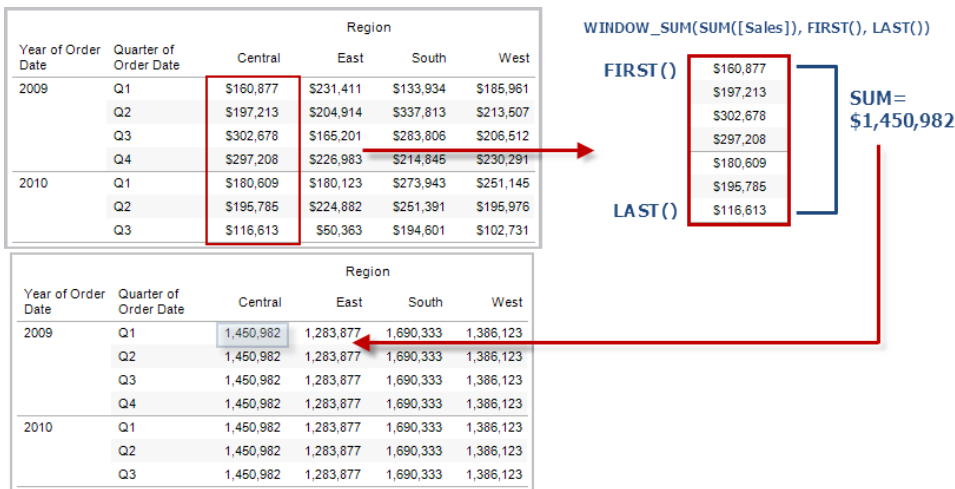 Region
Year of Order Date Quarter of Order Date Central East South West
2009 Q1 $160,877 $231,411 $133,934 $185,961
Q2 $197,213 $204,914 $337,813 $213,507
Q3 $302,678 $165,201 $283,806 $206,512
Q4 $297,208 $226,983 $214,845 $230,291
2010 Q1 $180,609 $180,123 $273,943 $251,145
Q2 $195,785 $224,882 $251,391 $195,976
Q3 $116,613 $50,363 $194,601 $102,731
WINDOW_SUM(SUM([Sales]), FIRST(), LAST())
FIRST() $160,877
$197,213
$302,678
$297,208
$180,609
$195,785
LAST() $116,613
SUM=
$1,450,982
Region
Year of Order Date Quarter of Order Date Central East South West
2009 Q1 1,450,982 1,283,877 1,690,333 1,386,123
Q2 1,450,982 1,283,877 1,690,333 1,386,123
Q3 1,450,982 1,283,877 1,690,333 1,386,123
Q4 1,450,982 1,283,877 1,690,333 1,386,123
2010 Q1 1,450,982 1,283,877 1,690,333 1,386,123
Q2 1,450,982 1,283,877 1,690,333 1,386,123
Q3 1,450,982 1,283,877 1,690,333 1,386,123